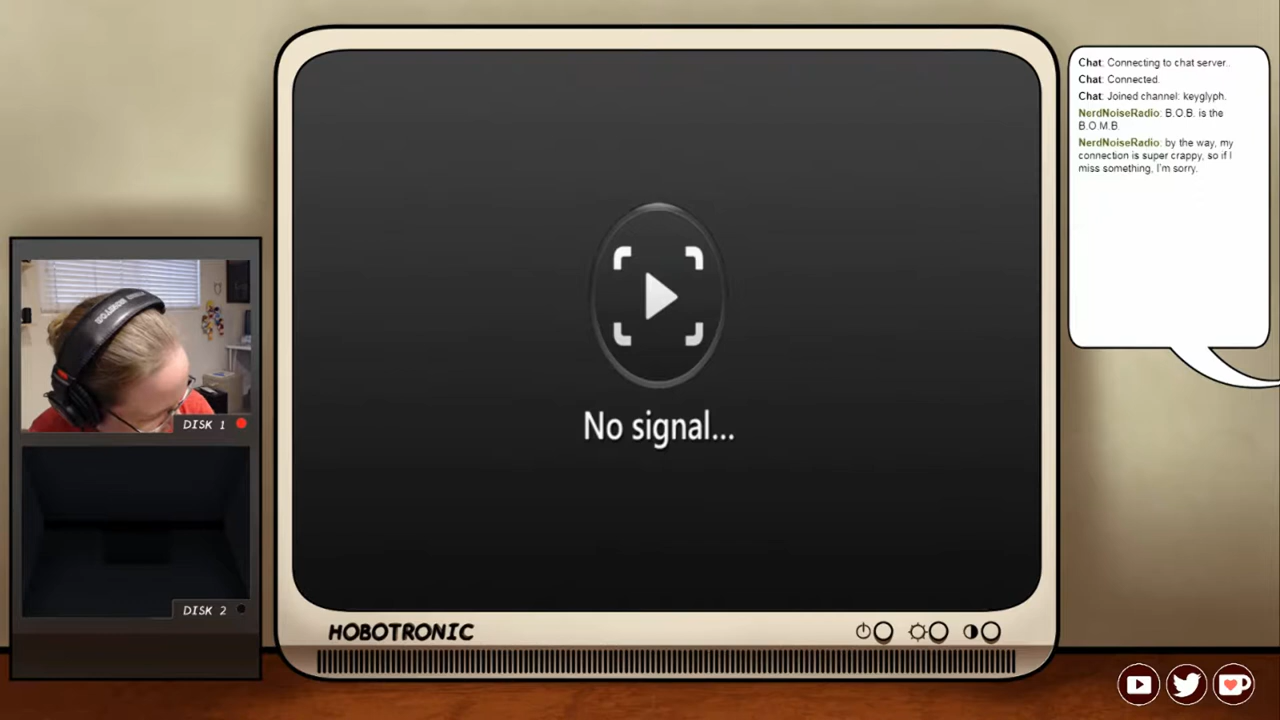 Chat: Connecting to chat server..
Chat: Connected.
Chat: Joined channel: keyglyph.
NerdNoiseRadio: B.O.B. is the
B.O.M.B
NerdNoiseRadio: by the way, my
connection is super crappy, so if I
miss something, I'm sorry.
No signal...
DISK 1
DISK 2
HOBOTRONIC